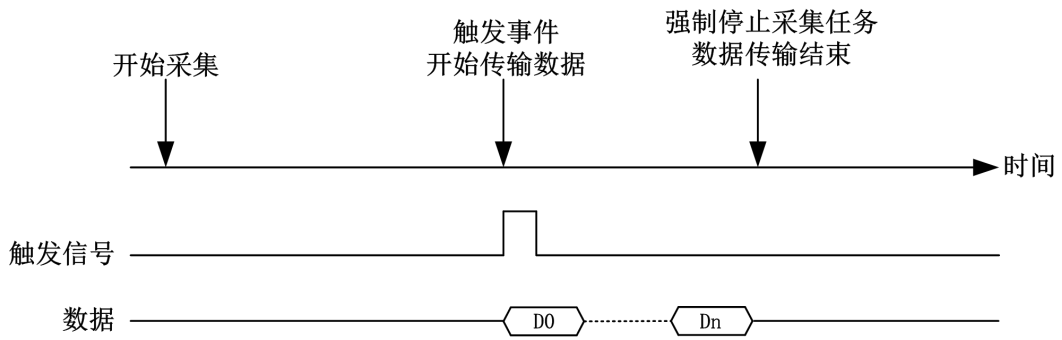 开始采集
触发事件
开始传输数据
强制停止采集任务
数据传输结束
时间
触发信号
数据
D0
Dn